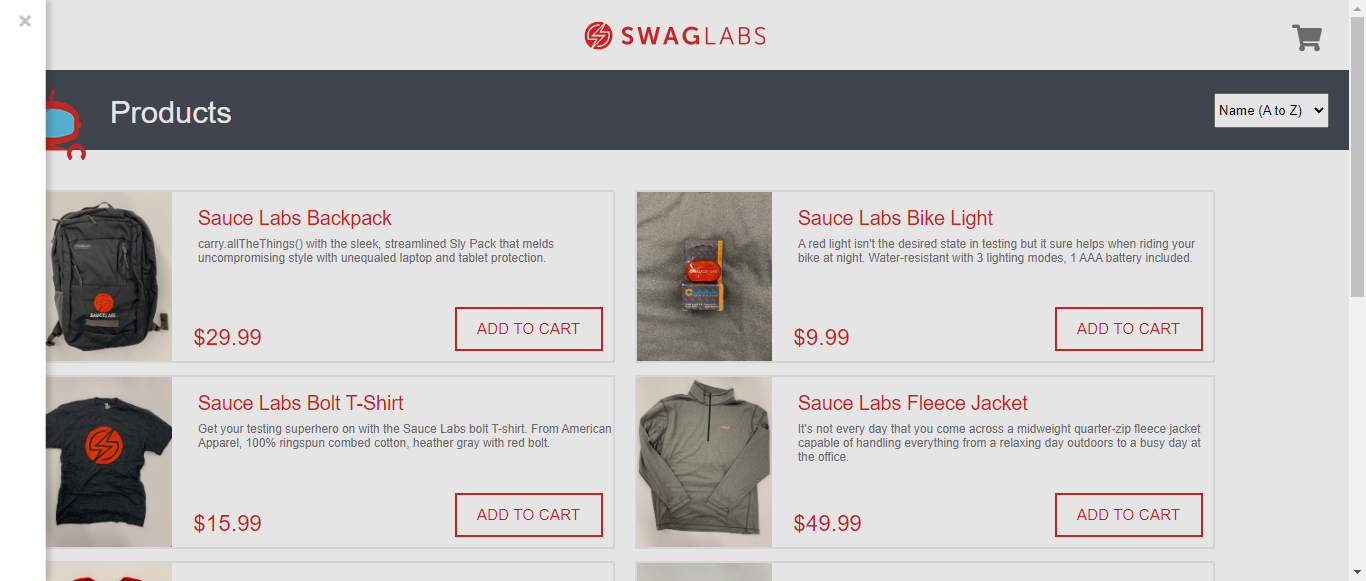 ×
SWAGLABS
Products
Name (A to Z)
Sauce Labs Backpack
carry.allTheThings() with the sleek, streamlined Sly Pack that melds
uncompromising style with unequaled laptop and tablet protection.
$29.99
ADD TO CART
SAUCELABS
Sauce Labs Bike Light
A red light isn't the desired state in testing but it sure helps when riding your
bike at night. Water-resistant with 3 lighting modes, 1 AAA battery included.
$9.99
ADD TO CART
Sauce Labs Bolt T-Shirt
Get your testing superhero on with the Sauce Labs bolt T-shirt. From American
Apparel, 100% ringspun combed cotton, heather gray with red bolt.
$15.99
ADD TO CART
Sauce Labs Fleece Jacket
It's not every day that you come across a midweight quarter-zip fleece jacket
capable of handling everything from a relaxing day outdoors to a busy day at
the office.
$49.99
ADD TO CART